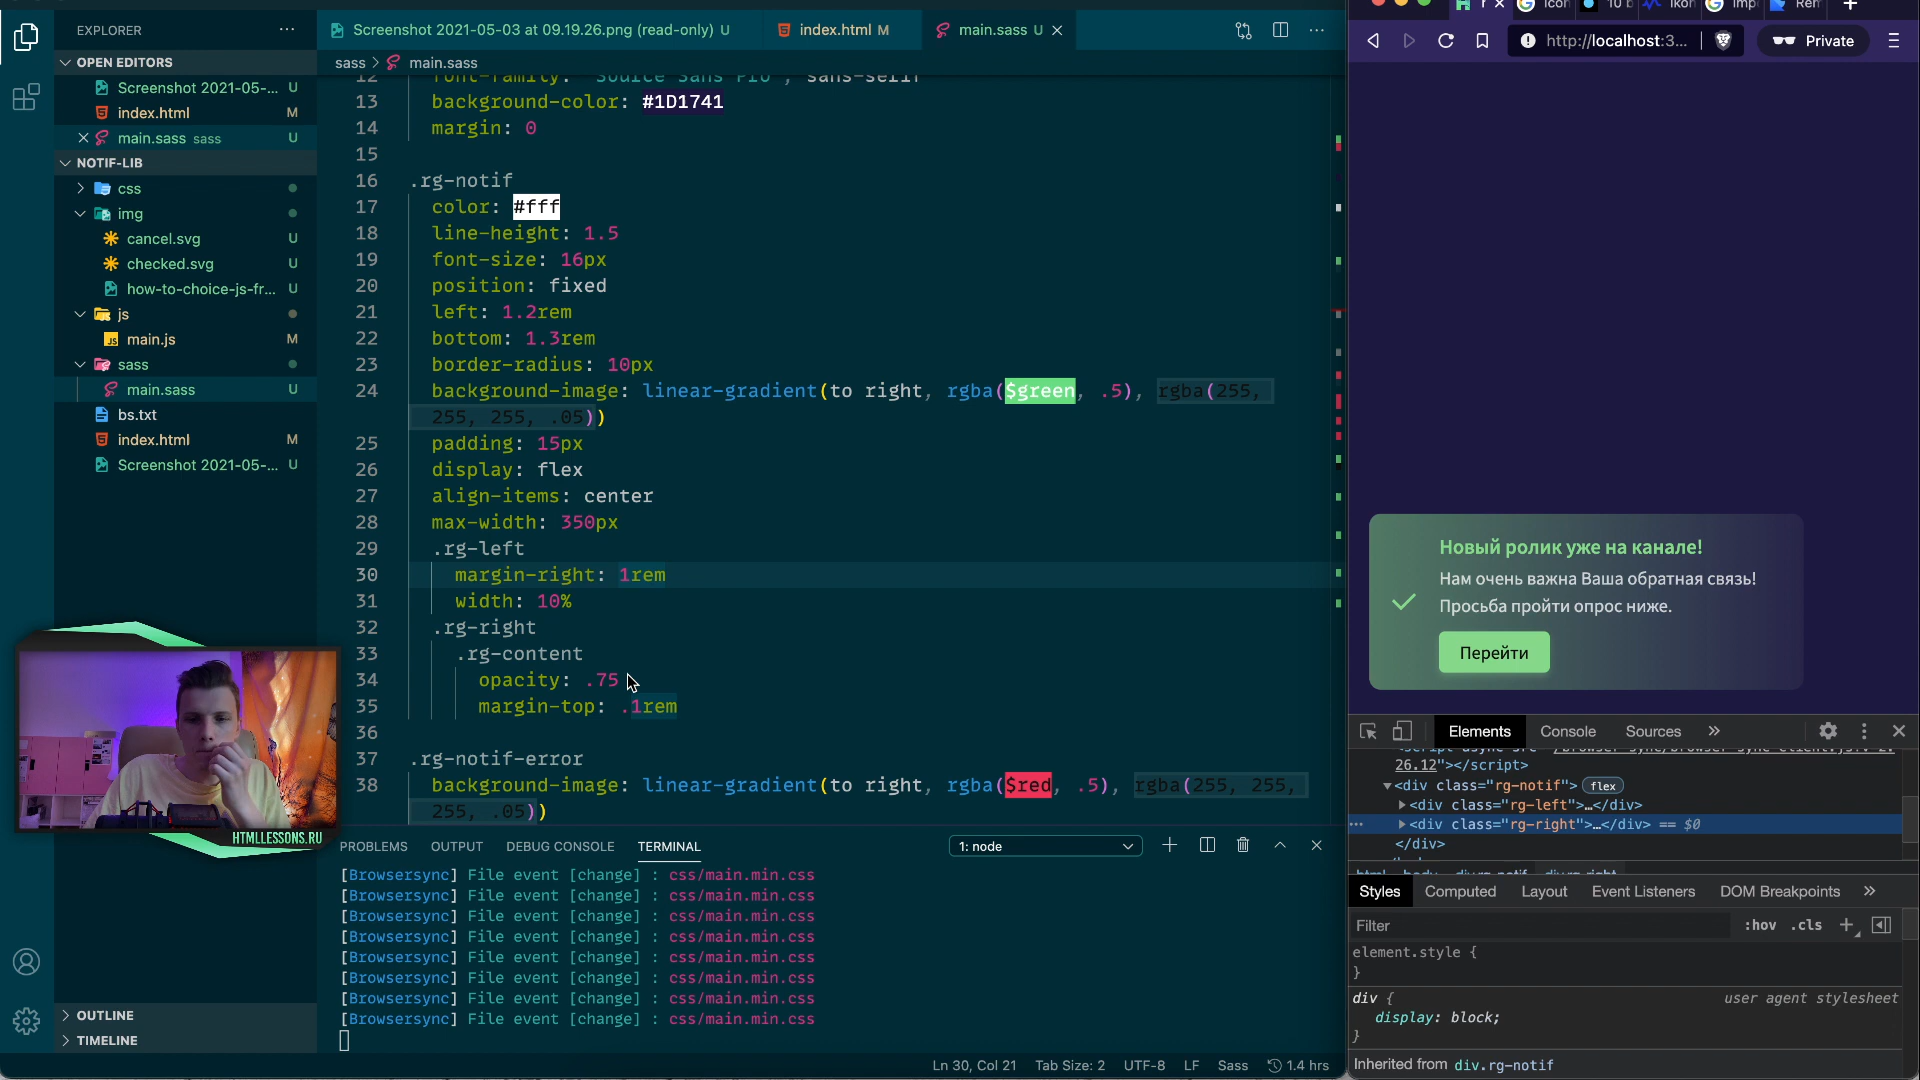 EXPLORER
OPEN EDITORS
Screenshot 2021-05-... U
index.html M
main.sass sass U
NOTIF-LIB
css
img
cancel.svg U
checked.svg U
how-to-choice-js-fr... U
js
main.js M
sass
main.sass U
bs.txt
index.html M
Screenshot 2021-05-... U
OUTLINE
TIMELINE
HTMLLESSONS.RU
Screenshot 2021-05-03 at 09.19.26.png (read-only) U
index.html M
main.sass U
sass > main.sass
12 font-family: 'Source Sans Pro', sans-serif
13 background-color: #1D1741
14 margin: 0
15
16 .rg-notif
17 color: #fff
18 line-height: 1.5
19 font-size: 16px
20 position: fixed
21 left: 1.2rem
22 bottom: 1.3rem
23 border-radius: 10px
24 background-image: linear-gradient(to right, rgba($green, .5), rgba(255,
255, 255, .05))
25 padding: 15px
26 display: flex
27 align-items: center
28 max-width: 350px
29 .rg-left
30 margin-right: 1rem
31 width: 10%
32 .rg-right
33 .rg-content
34 opacity: .75
35 margin-top: .1rem
36
37 .rg-notif-error
38 background-image: linear-gradient(to right, rgba($red, .5), rgba(255, 255,
255, .05))
PROBLEMS OUTPUT DEBUG CONSOLE TERMINAL
1: node
[Browsersync] File event [change] : css/main.min.css
[Browsersync] File event [change] : css/main.min.css
[Browsersync] File event [change] : css/main.min.css
[Browsersync] File event [change] : css/main.min.css
[Browsersync] File event [change] : css/main.min.css
[Browsersync] File event [change] : css/main.min.css
[Browsersync] File event [change] : css/main.min.css
[Browsersync] File event [change] : css/main.min.css
Ln 30, Col 21 Tab Size: 2 UTF-8 LF Sass 1.4 hrs
http://localhost:3... Private
Новый ролик уже на канале!
Нам очень важна Ваша обратная связь!
Просьба пройти опрос ниже.
Перейти
Elements Console Sources
26.12"></script>
<div class="rg-notif"> flex
<div class="rg-left">…</div>
<div class="rg-right">…</div> == $0
</div>
Styles Computed Layout Event Listeners DOM Breakpoints
Filter :hov .cls
element.style {
}
div { user agent stylesheet
display: block;
}
Inherited from div.rg-notif